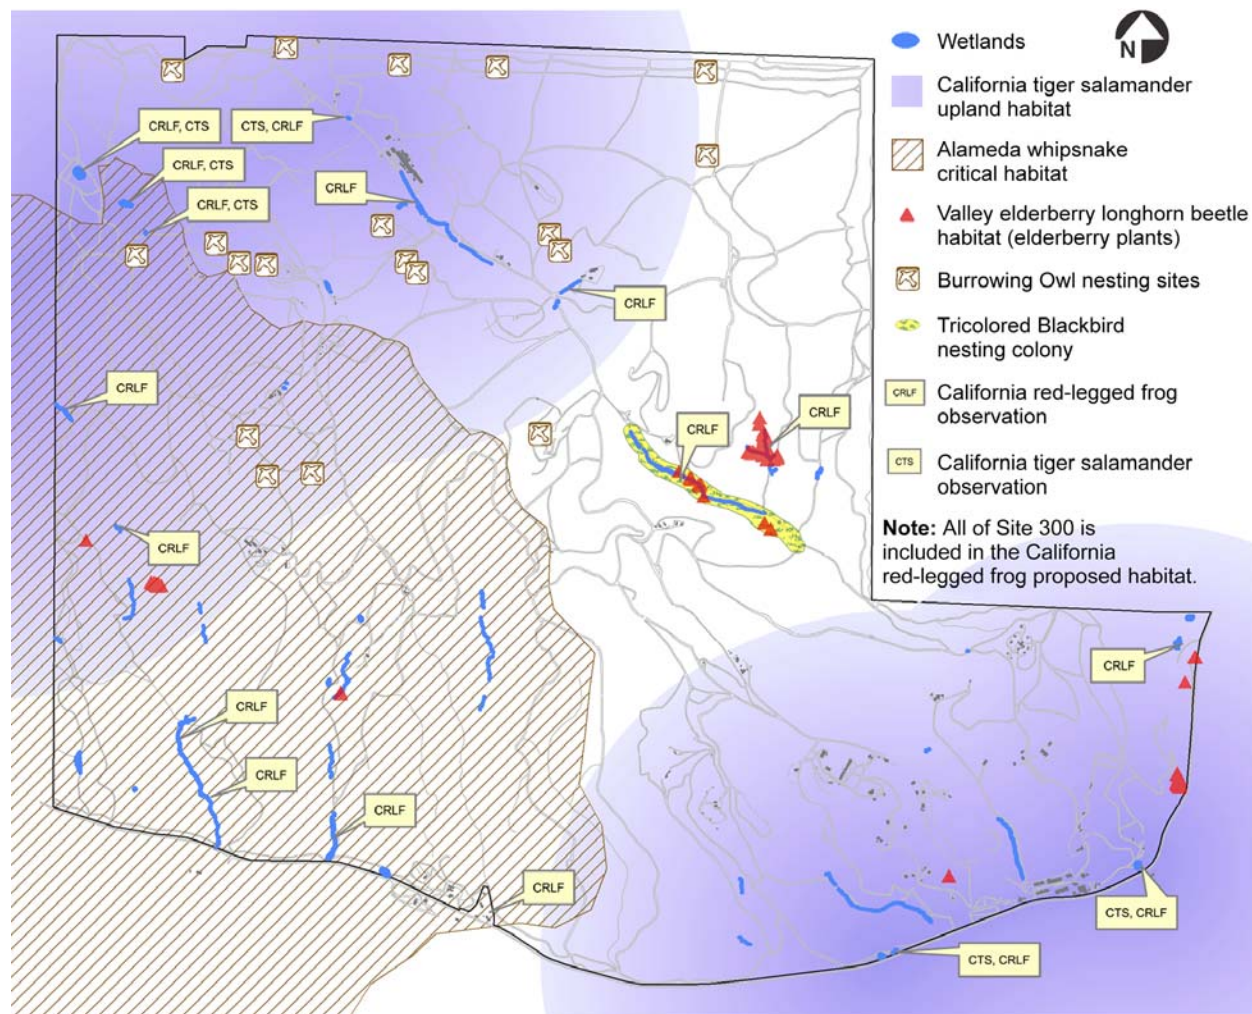 Wetlands
N
California tiger salamander
upland habitat
Alameda whipsnake
critical habitat
Valley elderberry longhorn beetle
habitat (elderberry plants)
Burrowing Owl nesting sites
Tricolored Blackbird
nesting colony
CRLF
California red-legged frog
observation
CTS
California tiger salamander
observation
Note: All of Site 300 is
included in the California
red-legged frog proposed habitat.
CRLF, CTS
CTS, CRLF
CRLF, CTS
CRLF
CRLF, CTS
CRLF
CRLF
CRLF
CRLF
CRLF
CRLF
CRLF
CRLF
CRLF
CRLF
CTS, CRLF
CTS, CRLF